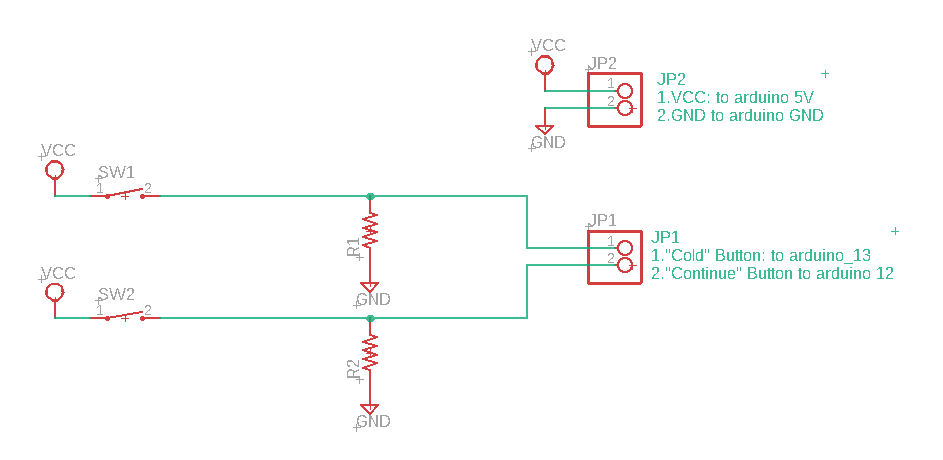 VCC
JP2
1
2
JP2
1.VCC: to arduino 5V
2.GND to arduino GND
GND
VCC
SW1
1
2
R1
GND
JP1
1
2
JP1
1."Cold" Button: to arduino_13
2."Continue" Button to arduino 12
VCC
SW2
1
2
R2
GND